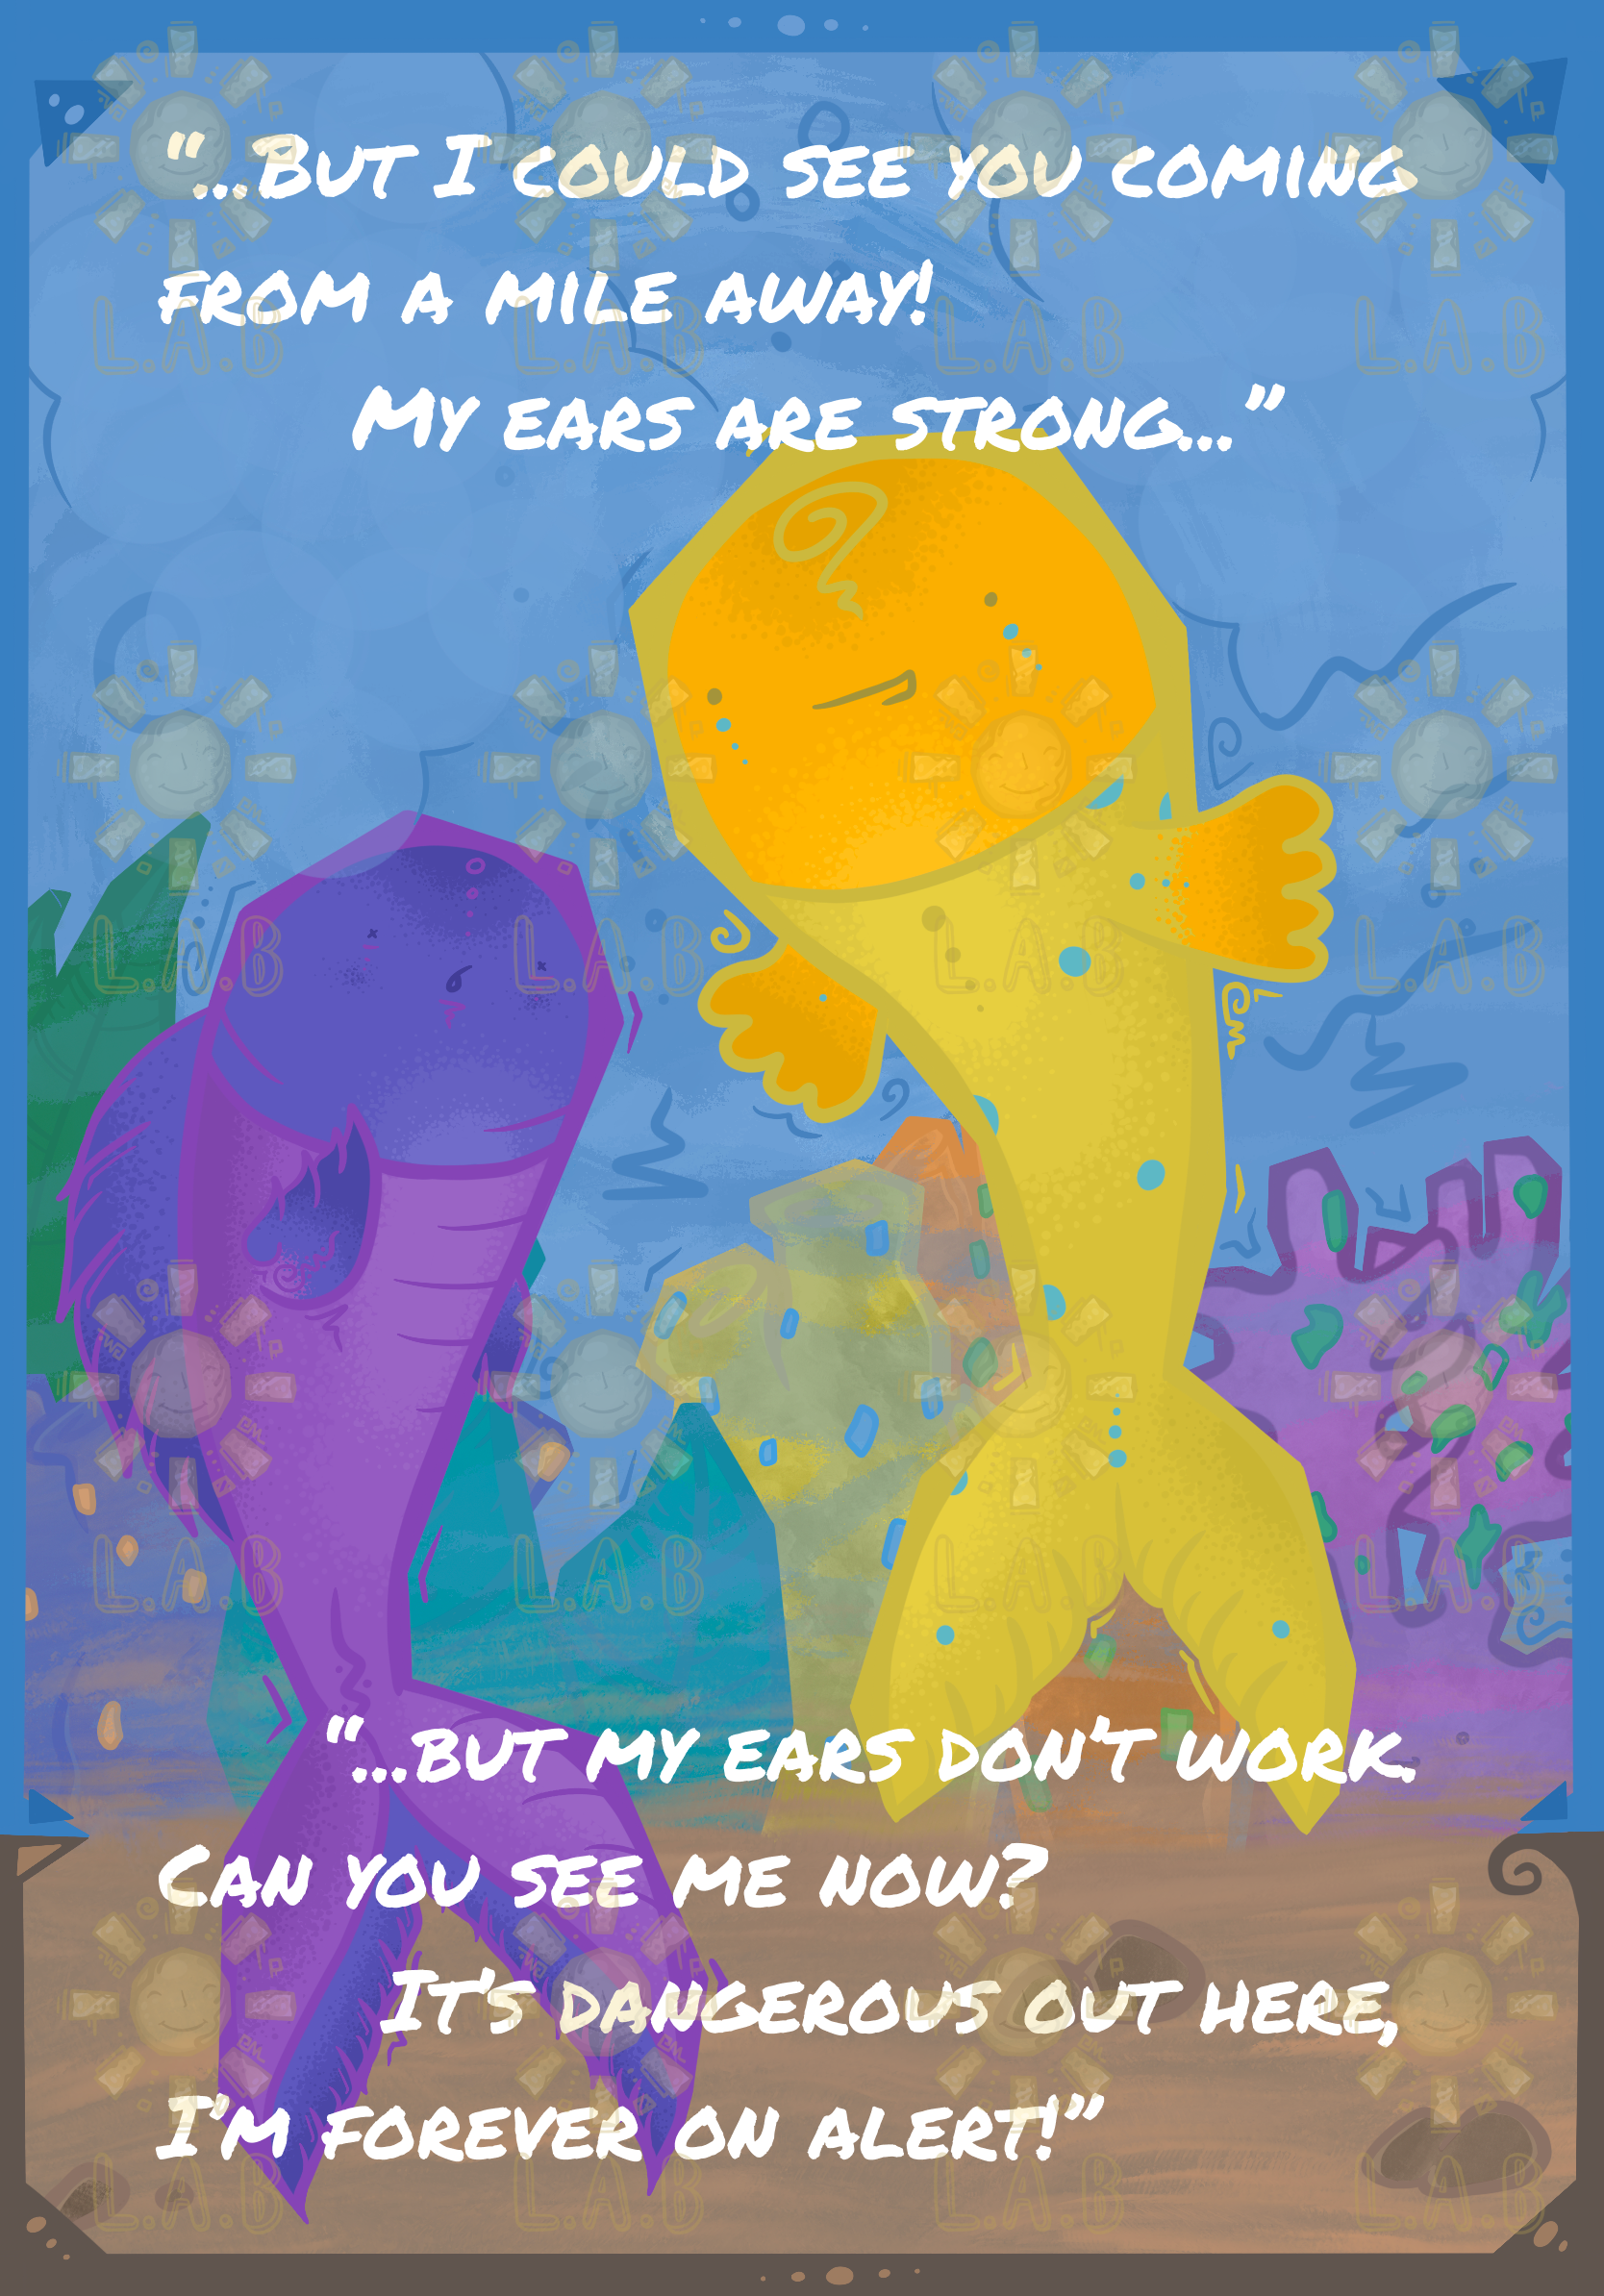 “...But I could see you coming
from a mile away!
My ears are strong...”
L.A.B L.A.B L.A.B L.A.B
L.A.B L.A.B L.A.B L.A.B
L.A.B L.A.B L.A.B L.A.B
“...but my ears don't work.
Can you see me now?
It's dangerous out here,
I'm forever on alert!”
L.A.B L.A.B L.A.B L.A.B